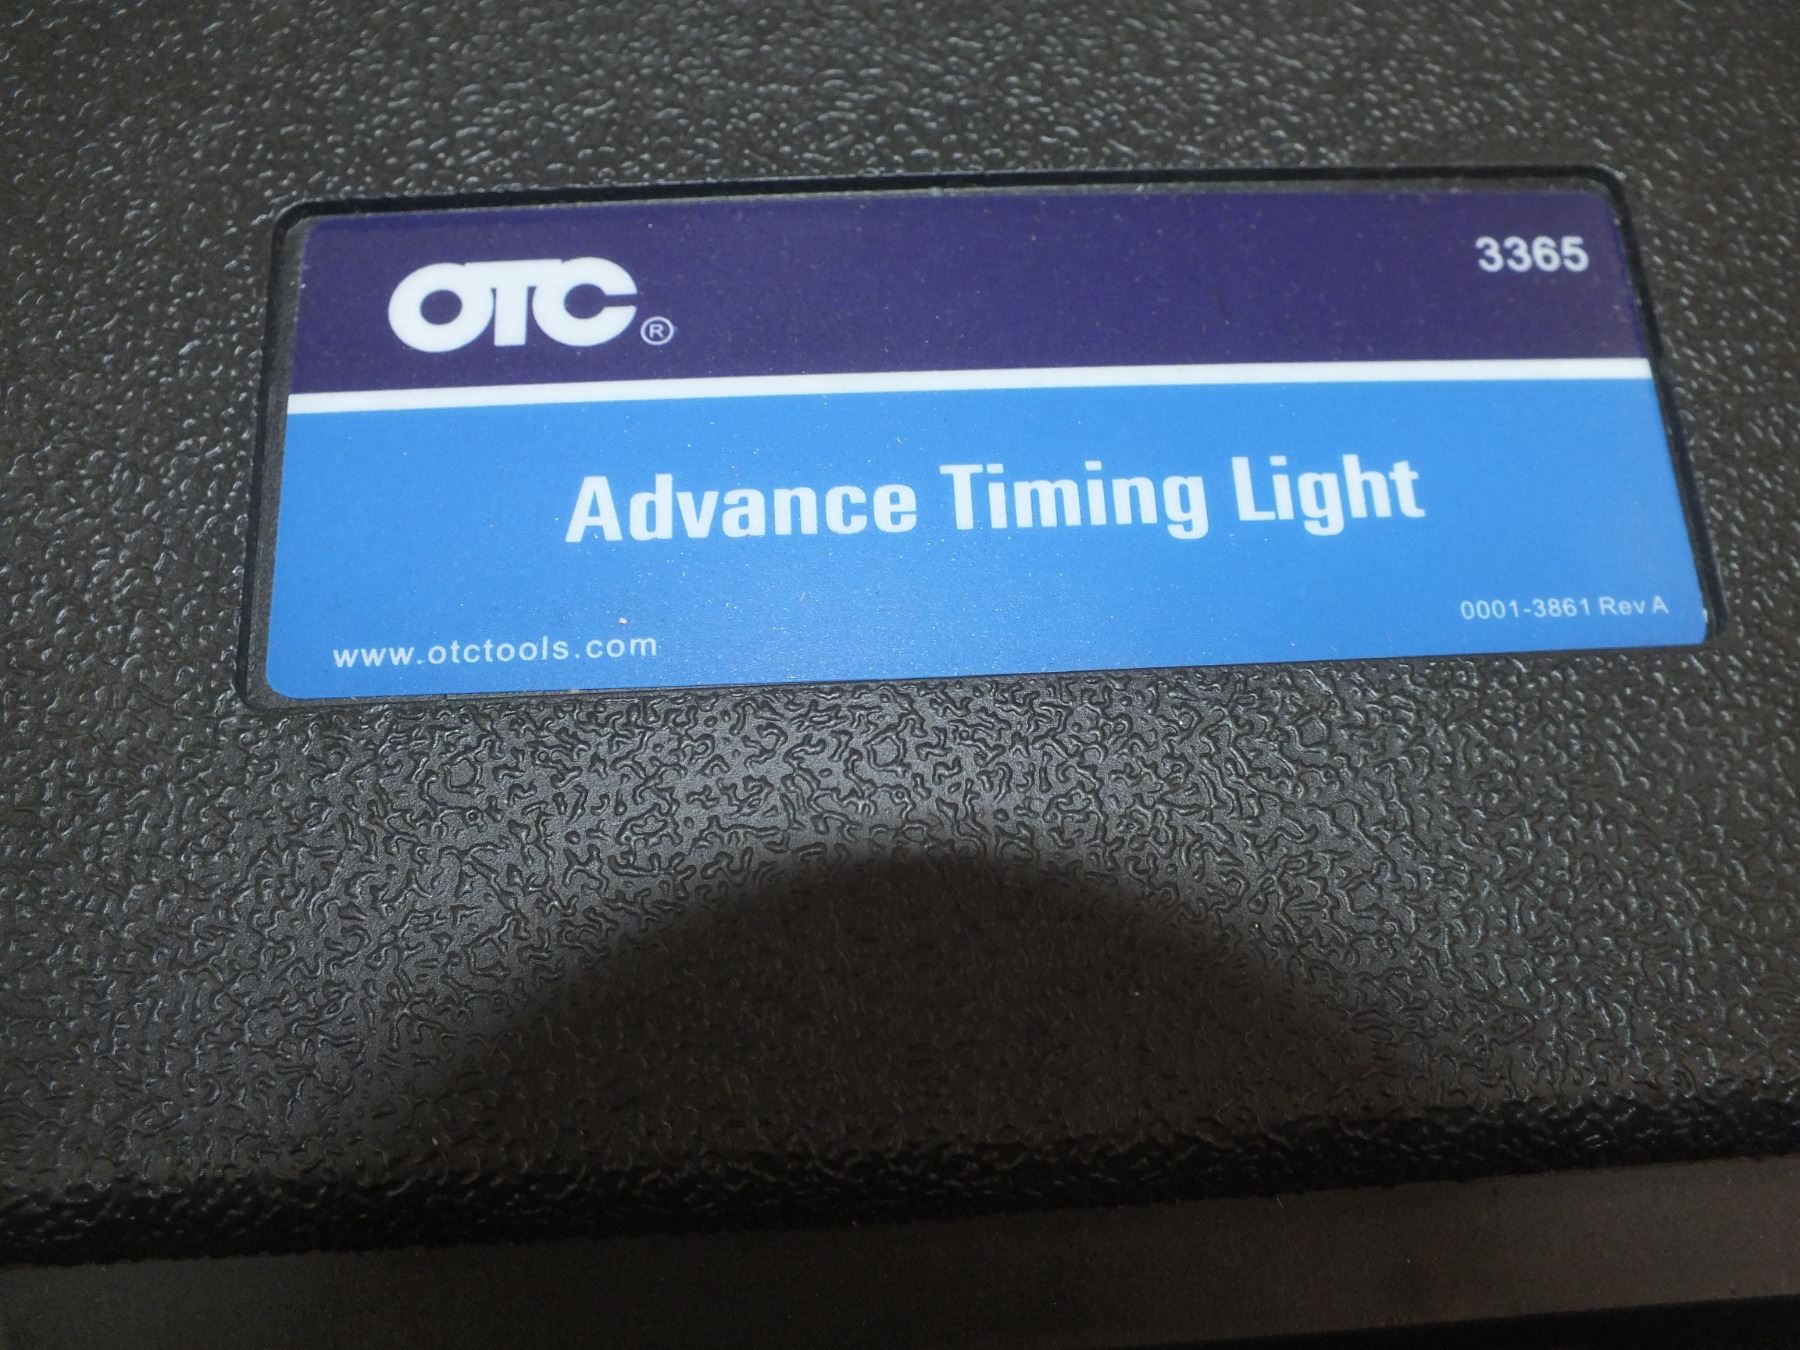 OTC®
3365
Advance Timing Light
www.otctools.com
0001-3861 Rev A